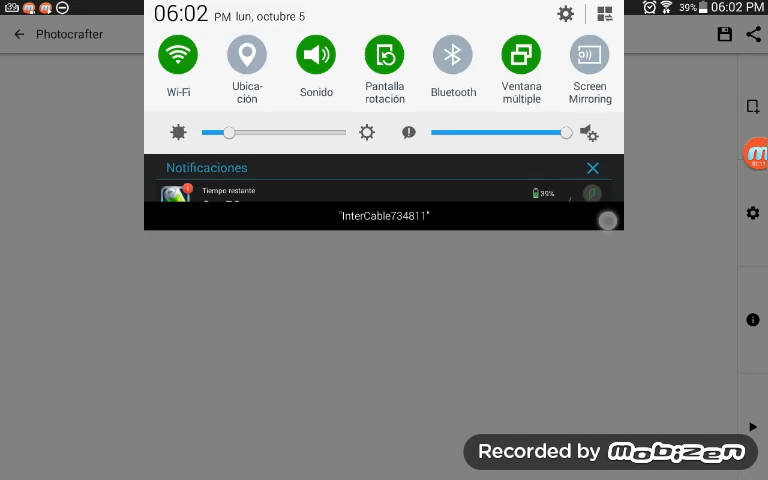 39% 06:02 PM
Photocrafter
06:02 PM lun, octubre 5
Wi-Fi
Ubica-
ción
Sonido
Pantalla
rotación
Bluetooth
Ventana
múltiple
Screen
Mirroring
Notificaciones
Tiempo restante
39%
"InterCable734811"
Recorded by mobizen